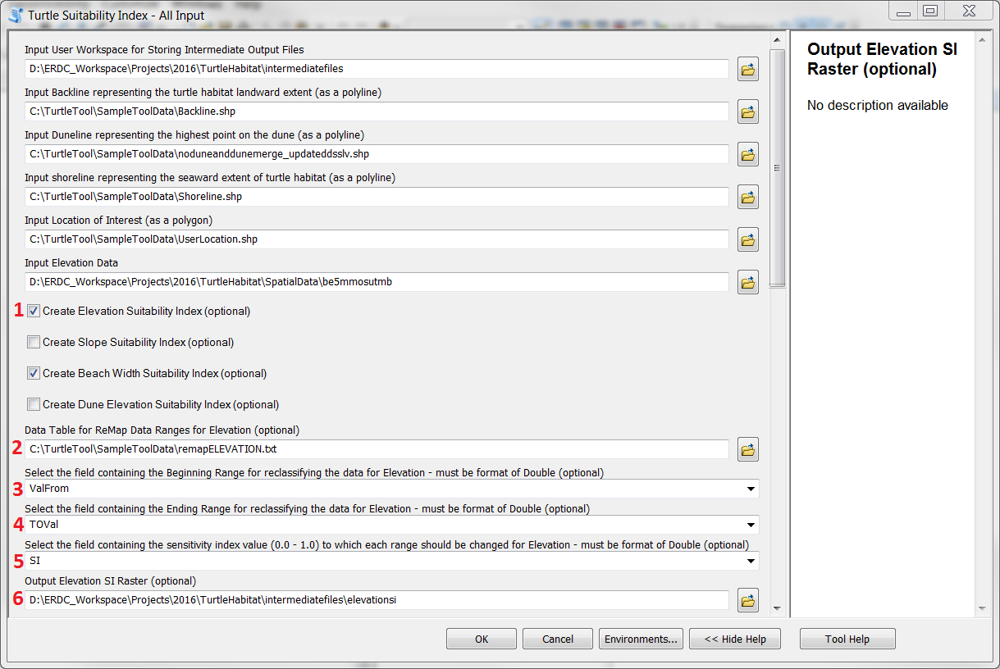 Turtle Suitability Index - All Input
Input User Workspace for Storing Intermediate Output Files
D:\ERDC_Workspace\Projects\2016\TurtleHabitat\intermediatefiles
Input Backline representing the turtle habitat landward extent (as a polyline)
C:\TurtleTool\SampleToolData\Backline.shp
Input Duneline representing the highest point on the dune (as a polyline)
C:\TurtleTool\SampleToolData\noduneanddunemerge_updateddsslv.shp
Input shoreline representing the seaward extent of turtle habitat (as a polyline)
C:\TurtleTool\SampleToolData\Shoreline.shp
Input Location of Interest (as a polygon)
C:\TurtleTool\SampleToolData\UserLocation.shp
Input Elevation Data
D:\ERDC_Workspace\Projects\2016\TurtleHabitat\SpatialData\be5mmosutmb
1 Create Elevation Suitability Index (optional)
Create Slope Suitability Index (optional)
Create Beach Width Suitability Index (optional)
Create Dune Elevation Suitability Index (optional)
Data Table for ReMap Data Ranges for Elevation (optional)
2 C:\TurtleTool\SampleToolData\remapELEVATION.txt
Select the field containing the Beginning Range for reclassifying the data for Elevation - must be format of Double (optional)
3 ValFrom
Select the field containing the Ending Range for reclassifying the data for Elevation - must be format of Double (optional)
4 TOVal
Select the field containing the sensitivity index value (0.0 - 1.0) to which each range should be changed for Elevation - must be format of Double (optional)
5 SI
Output Elevation SI Raster (optional)
6 D:\ERDC_Workspace\Projects\2016\TurtleHabitat\intermediatefiles\elevationsi
Output Elevation SI
Raster (optional)
No description available
OK
Cancel
Environments...
<< Hide Help
Tool Help